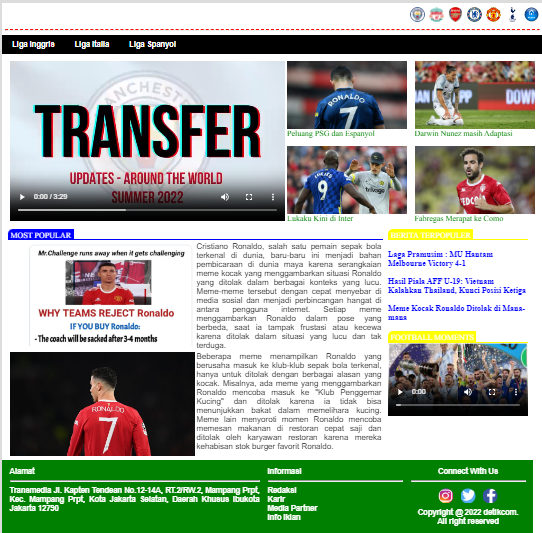 Liga Inggris Liga Italia Liga Spanyol
TRANSFER
UPDATES - AROUND THE WORLD
SUMMER 2022
0:00 / 3:29
RONALDO
7
Peluang PSG dan Espanyol
Darwin Nunez masih Adaptasi
9
trivago
Lukaku Kini di Inter
Fabregas Merapat ke Como
MOST POPULAR
Mr.Challenge runs away when it gets challenging
WHY TEAMS REJECT Ronaldo
IF YOU BUY Ronaldo:
- The coach will be sacked after 3-4 months
RONALDO
7
Cristiano Ronaldo, salah satu pemain sepak bola
terkenal di dunia, baru-baru ini menjadi bahan
pembicaraan di dunia maya karena serangkaian
meme kocak yang menggambarkan situasi Ronaldo
yang ditolak dalam berbagai konteks yang lucu.
Meme-meme tersebut dengan cepat menyebar di
media sosial dan menjadi perbincangan hangat di
antara pengguna internet. Setiap meme
menggambarkan Ronaldo dalam pose yang
berbeda, saat ia tampak frustasi atau kecewa
karena ditolak dalam situasi yang lucu dan tak
terduga.
Beberapa meme menampilkan Ronaldo yang
berusaha masuk ke klub-klub sepak bola terkenal,
hanya untuk ditolak dengan berbagai alasan yang
kocak. Misalnya, ada meme yang menggambarkan
Ronaldo mencoba masuk ke "Klub Penggemar
Kucing" dan ditolak karena ia tidak bisa
menunjukkan bakat dalam memelihara kucing.
Meme lain menyoroti momen Ronaldo mencoba
memesan makanan di restoran cepat saji dan
ditolak oleh karyawan restoran karena mereka
kehabisan stok burger favorit Ronaldo.
BERITA TERPOPULER
Laga Pramusim : MU Hantam
Melbourne Victory 4-1
Hasil Piala AFF U-19: Vietnam
Kalahkan Thailand, Kunci Posisi Ketiga
Meme Kocak Ronaldo Ditolak di Mana-
mana
FOOTBALL MOMENTS
0:00
Alamat
Transmedia Jl. Kapten Tendean No.12-14A, RT.2/RW.2, Mampang Prpt,
Kec. Mampang Prpt, Kota Jakarta Selatan, Daerah Khusus Ibukota
Jakarta 12790
Informasi
Redaksi
Karir
Media Partner
Info Iklan
Connect With Us
Copyright @ 2022 detikcom.
All right reserved